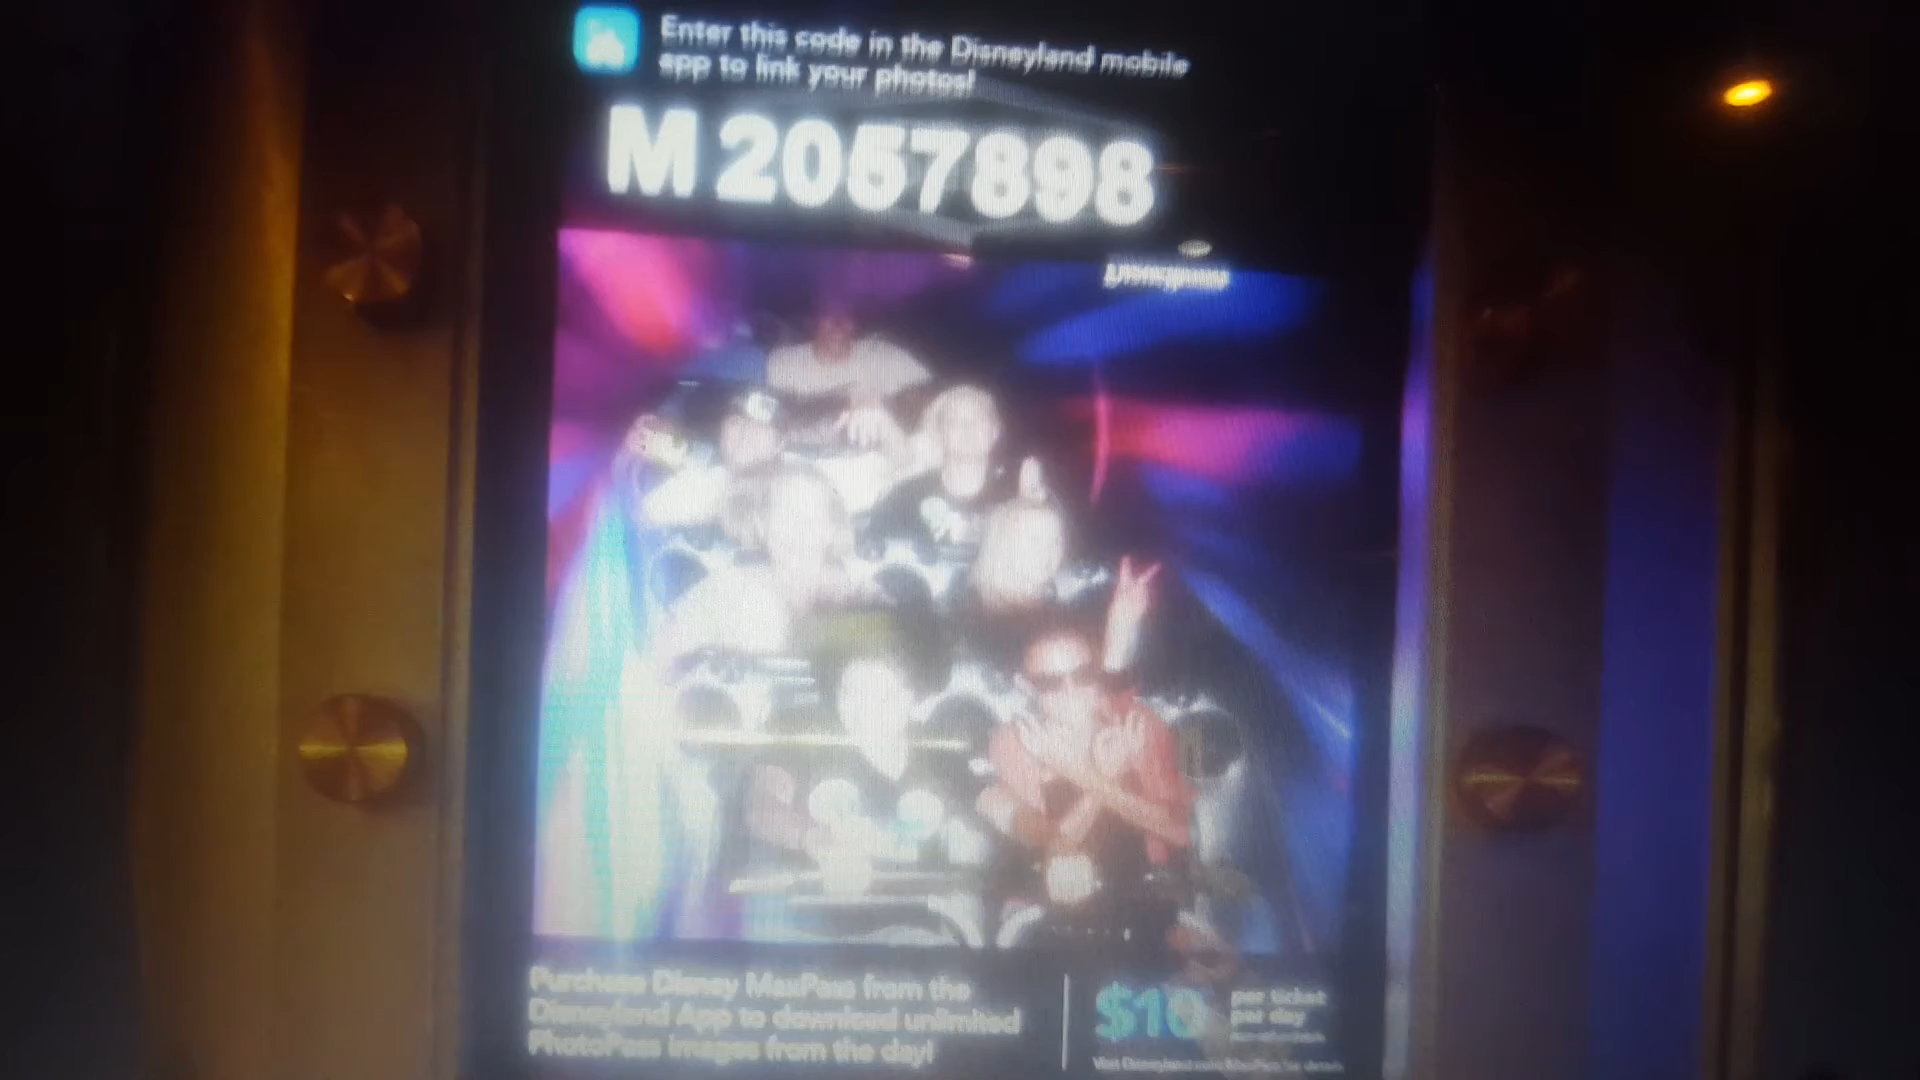 Enter this code in the Disneyland mobile
app to link your photos!
M 2057898
Purchase Disney MaxPass from the
Disneyland App to download unlimited
PhotoPass images from the day!
$10
per ticket
per day